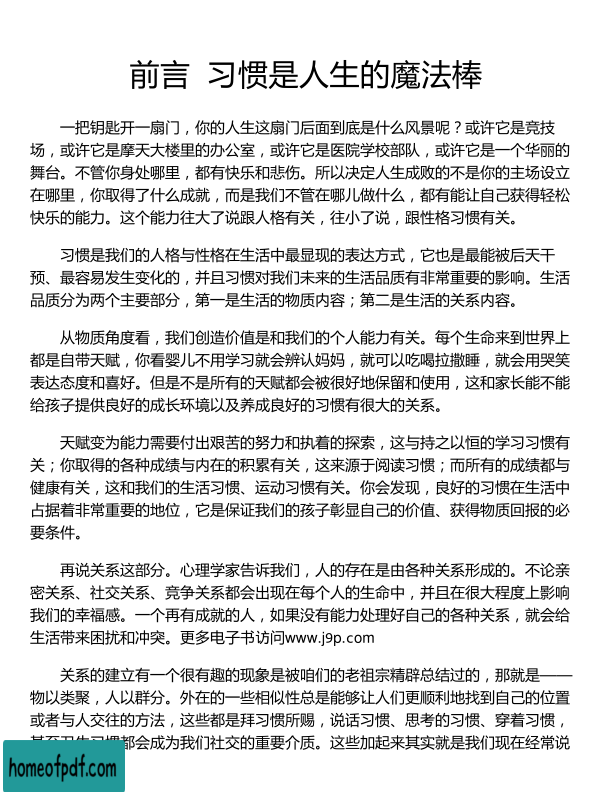 前言 习惯是人生的魔法棒
一把钥匙开一扇门，你的人生这扇门后面到底是什么风景呢？或许它是竞技
场，或许它是摩天大楼里的办公室，或许它是医院学校部队，或许它是一个华丽的
舞台。不管你身处哪里，都有快乐和悲伤。所以决定人生成败的不是你的主场设立
在哪里，你取得了什么成就，而是我们不管在哪儿做什么，都有能让自己获得轻松
快乐的能力。这个能力往大了说跟人格有关，往小了说，跟性格习惯有关。
习惯是我们的人格与性格在生活中最显现的表达方式，它也是最能被后天干
预、最容易发生变化的，并且习惯对我们未来的生活品质有非常重要的影响。生活
品质分为两个主要部分，第一是生活的物质内容；第二是生活的关系内容。
从物质角度看，我们创造价值是和我们的个人能力有关。每个生命来到世界上
都是自带天赋，你看婴儿不用学习就会辨认妈妈，就可以吃喝拉撒睡，就会用哭笑
表达态度和喜好。但是不是所有的天赋都会被很好地保留和使用，这和家长能不能
给孩子提供良好的成长环境以及养成良好的习惯有很大的关系。
天赋变为能力需要付出艰苦的努力和执着的探索，这与持之以恒的学习习惯有
关；你取得的各种成绩与内在的积累有关，这来源于阅读习惯；而所有的成绩都与
健康有关，这和我们的生活习惯、运动习惯有关。你会发现，良好的习惯在生活中
占据着非常重要的地位，它是保证我们的孩子彰显自己的价值、获得物质回报的必
要条件。
再说关系这部分。心理学家告诉我们，人的存在是由各种关系形成的。不论亲
密关系、社交关系、竞争关系都会出现在每个人的生命中，并且在很大程度上影响
我们的幸福感。一个再有成就的人，如果没有能力处理好自己的各种关系，就会给
生活带来困扰和冲突。更多电子书访问www.j9p.com
关系的建立有一个很有趣的现象是被咱们的老祖宗精辟总结过的，那就是——
物以类聚，人以群分。外在的一些相似性总是能够让人们更顺利地找到自己的位置
或者与人交往的方法，这些都是拜习惯所赐，说话习惯、思考的习惯、穿着习惯，
甚至卫生习惯都会成为我们社交的重要介质。这些加起来其实就是我们现在经常说
homeofpdf.com